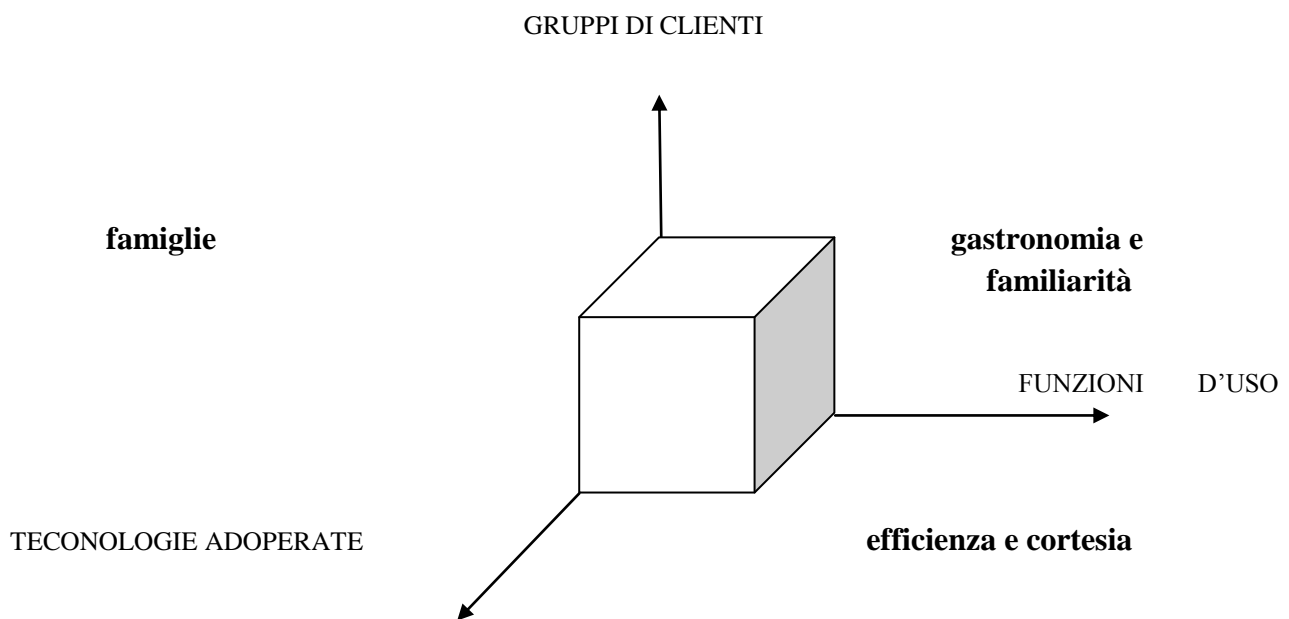 GRUPPI DI CLIENTI
famiglie
gastronomia e
familiarità
FUNZIONI D’USO
TECONOLOGIE ADOPERATE
efficienza e cortesia